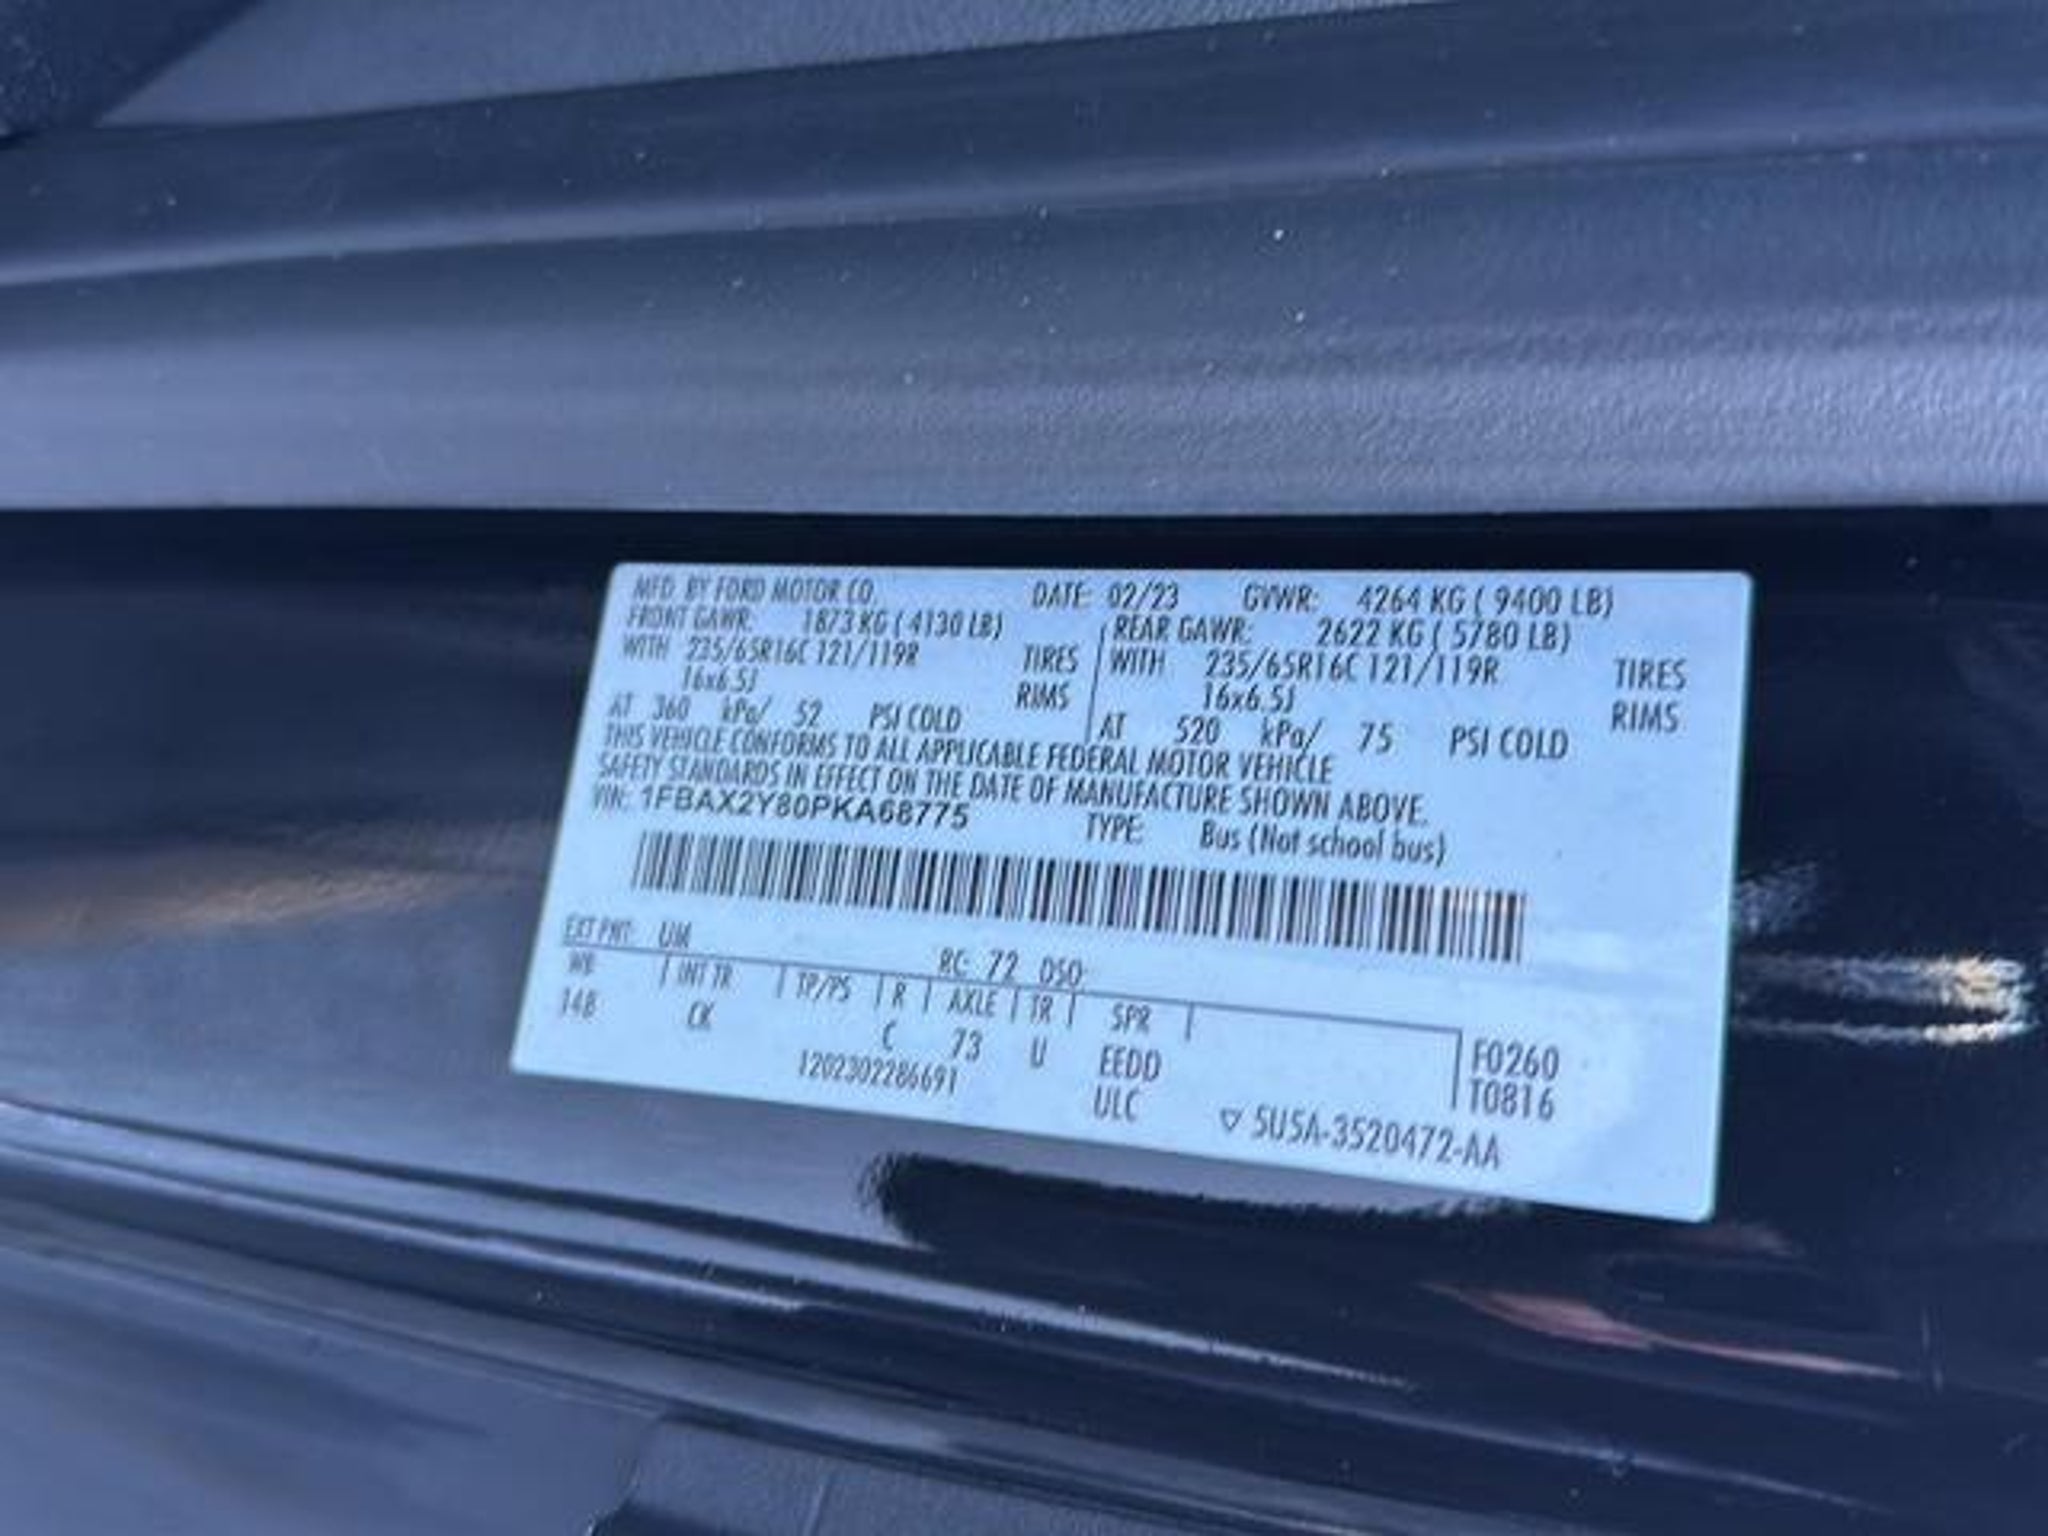 MFD. BY FORD MOTOR CO. DATE: 02/23 GVWR: 4264 KG ( 9400 LB)
FRONT GAWR: 1873 KG ( 4130 LB) REAR GAWR: 2622 KG ( 5780 LB)
WITH 235/65R16C 121/119R TIRES WITH 235/65R16C 121/119R TIRES
16x6.5J RIMS 16x6.5J RIMS
AT 360 kPa/ 52 PSI COLD AT 520 kPa/ 75 PSI COLD
THIS VEHICLE CONFORMS TO ALL APPLICABLE FEDERAL MOTOR VEHICLE
SAFETY STANDARDS IN EFFECT ON THE DATE OF MANUFACTURE SHOWN ABOVE.
VIN: 1FBAX2Y80PKA68775 TYPE: Bus (Not school bus)
EXT PNT: UM RC: 72 DSO:
WB INT TR TP/PS R AXLE TR SPR
148 CK C 73 U EEDD F0260
1202302286691 ULC T0816
▽ 5U5A-3520472-AA